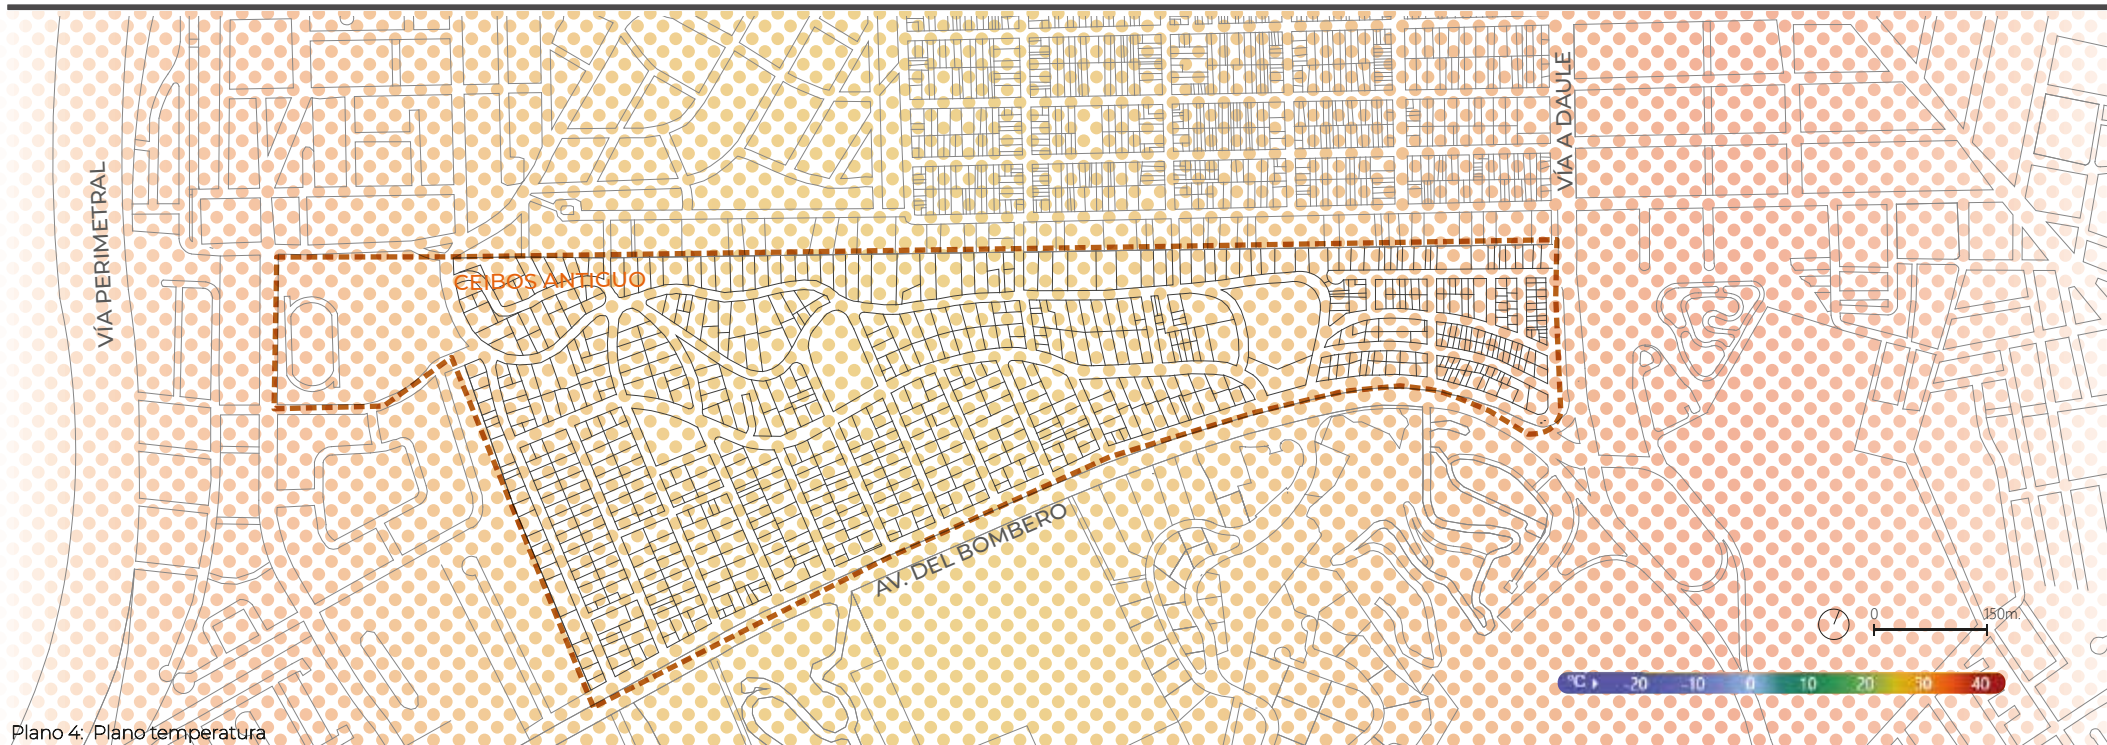 VÍA PERIMETRAL
VÍA A DAULE
CEIBOS ANTIGUO
AV. DEL BOMBERO
0 150m.
°C -20 -10 0 10 20 30 40
Plano 4: Plano temperatura